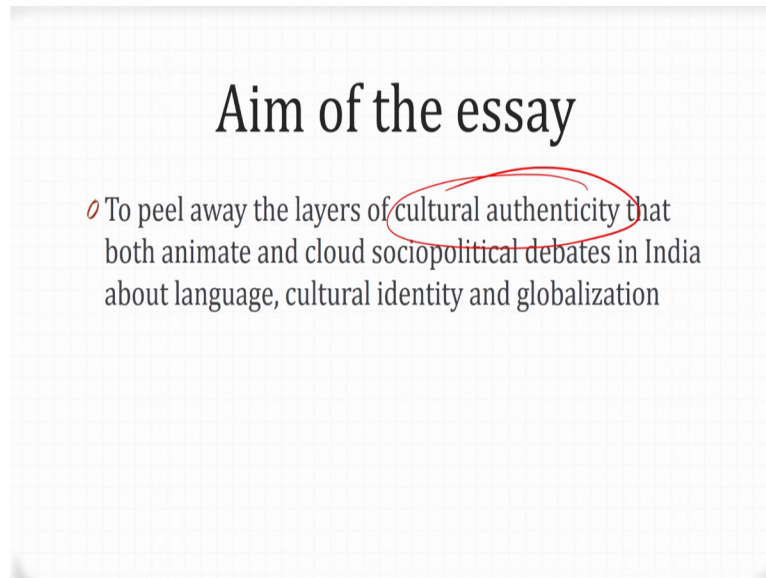 Aim of the essay
To peel away the layers of cultural authenticity that
both animate and cloud sociopolitical debates in India
about language, cultural identity and globalization